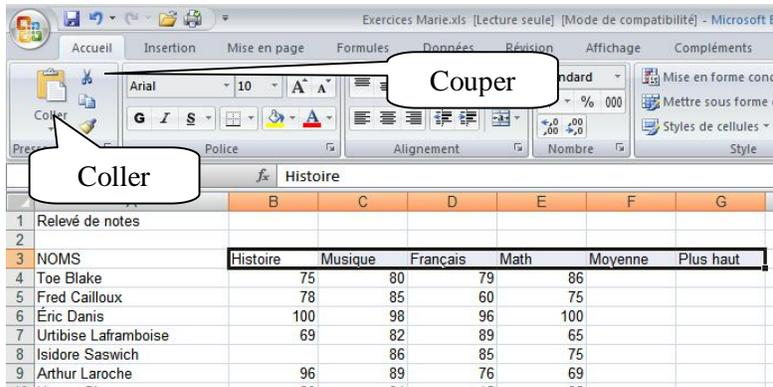 Exercices Marie.xls [Lecture seule] [Mode de compatibilité] - Microsoft
Accueil Insertion Mise en page Formules Données Révision Affichage Compléments
Couper
Arial 10 A A
Mise en forme
Coller
G I S A
% 000
Mettre sous forme
,00 ,00
Styles de cellules
Police Alignement Nombre Style
Coller
fx Histoire
B C D E F G
1 Relevé de notes
2
3 NOMS Histoire Musique Français Math Moyenne Plus haut
4 Toe Blake 75 80 79 86
5 Fred Cailloux 78 85 60 75
6 Éric Danis 100 98 96 100
7 Urtibise Laframboise 69 82 89 65
8 Isidore Saswich 86 85 75
9 Arthur Laroche 96 89 76 69